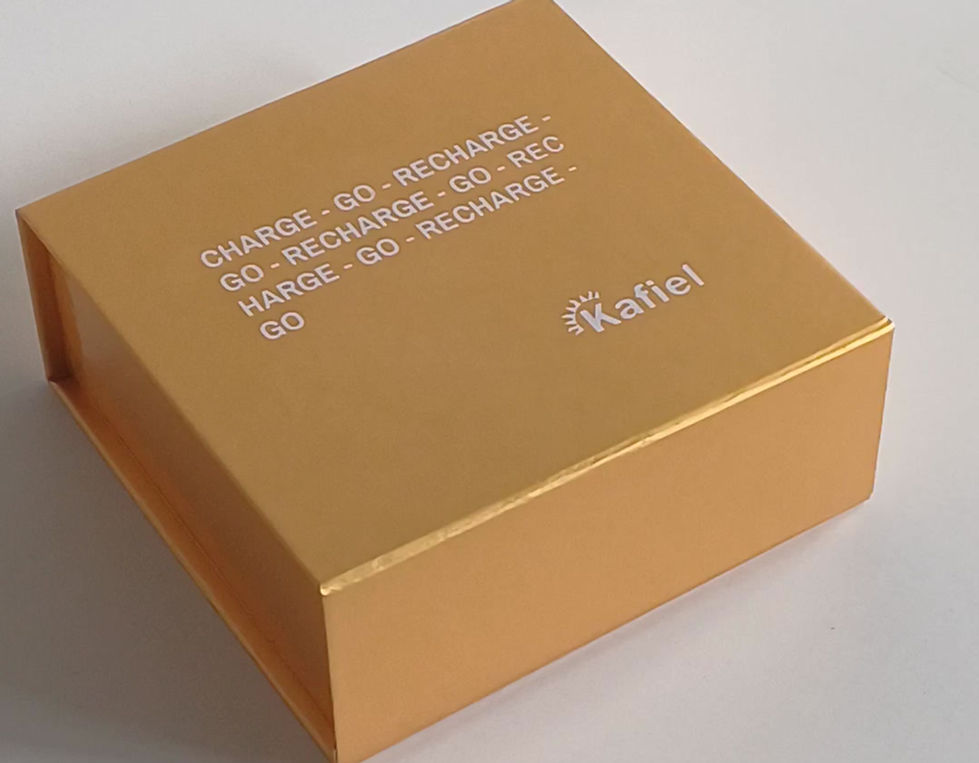 CHARGE - GO - RECHARGE -
GO - RECHARGE - GO - REC
HARGE - GO - RECHARGE -
GO
Kafiel